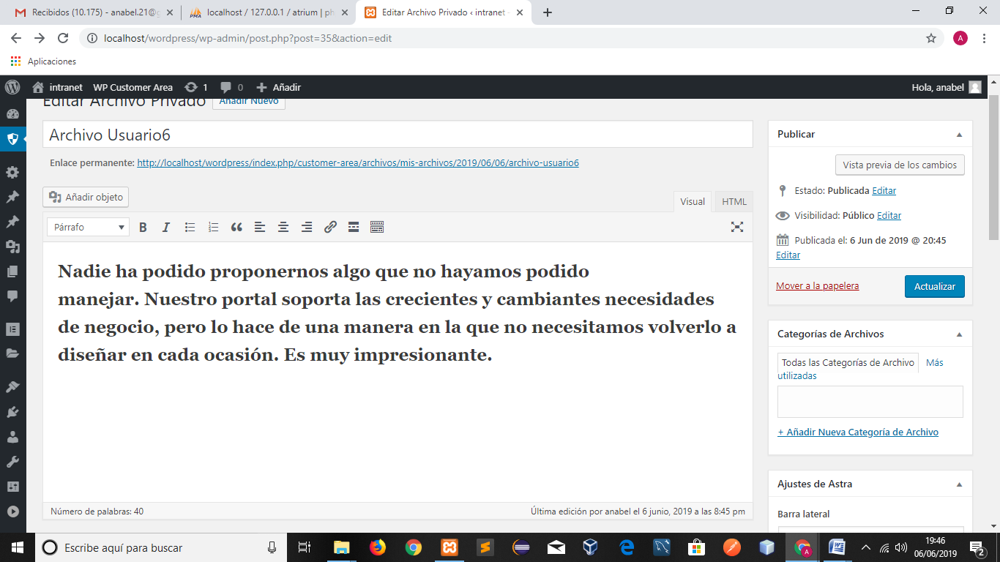 Recibidos (10.175) - anabel.21@g
localhost / 127.0.0.1 / atrium | ph
Editar Archivo Privado ‹ intranet -
localhost/wordpress/wp-admin/post.php?post=35&action=edit
A
Aplicaciones
intranet WP Customer Area 1 0 Añadir
Hola, anabel
Editar Archivo Privado Añadir Nuevo
Archivo Usuario6
Enlace permanente: http://localhost/wordpress/index.php/customer-area/archivos/mis-archivos/2019/06/06/archivo-usuario6
Añadir objeto
Visual HTML
Párrafo
B I
Nadie ha podido proponernos algo que no hayamos podido
manejar. Nuestro portal soporta las crecientes y cambiantes necesidades
de negocio, pero lo hace de una manera en la que no necesitamos volverlo a
diseñar en cada ocasión. Es muy impresionante.
Número de palabras: 40
Última edición por anabel el 6 junio, 2019 a las 8:45 pm
Publicar
Vista previa de los cambios
Estado: Publicada Editar
Visibilidad: Público Editar
Publicada el: 6 Jun de 2019 @ 20:45
Editar
Mover a la papelera
Actualizar
Categorías de Archivos
Todas las Categorías de Archivo Más
utilizadas
+ Añadir Nueva Categoría de Archivo
Ajustes de Astra
Barra lateral
Escribe aquí para buscar
19:46
06/06/2019
2